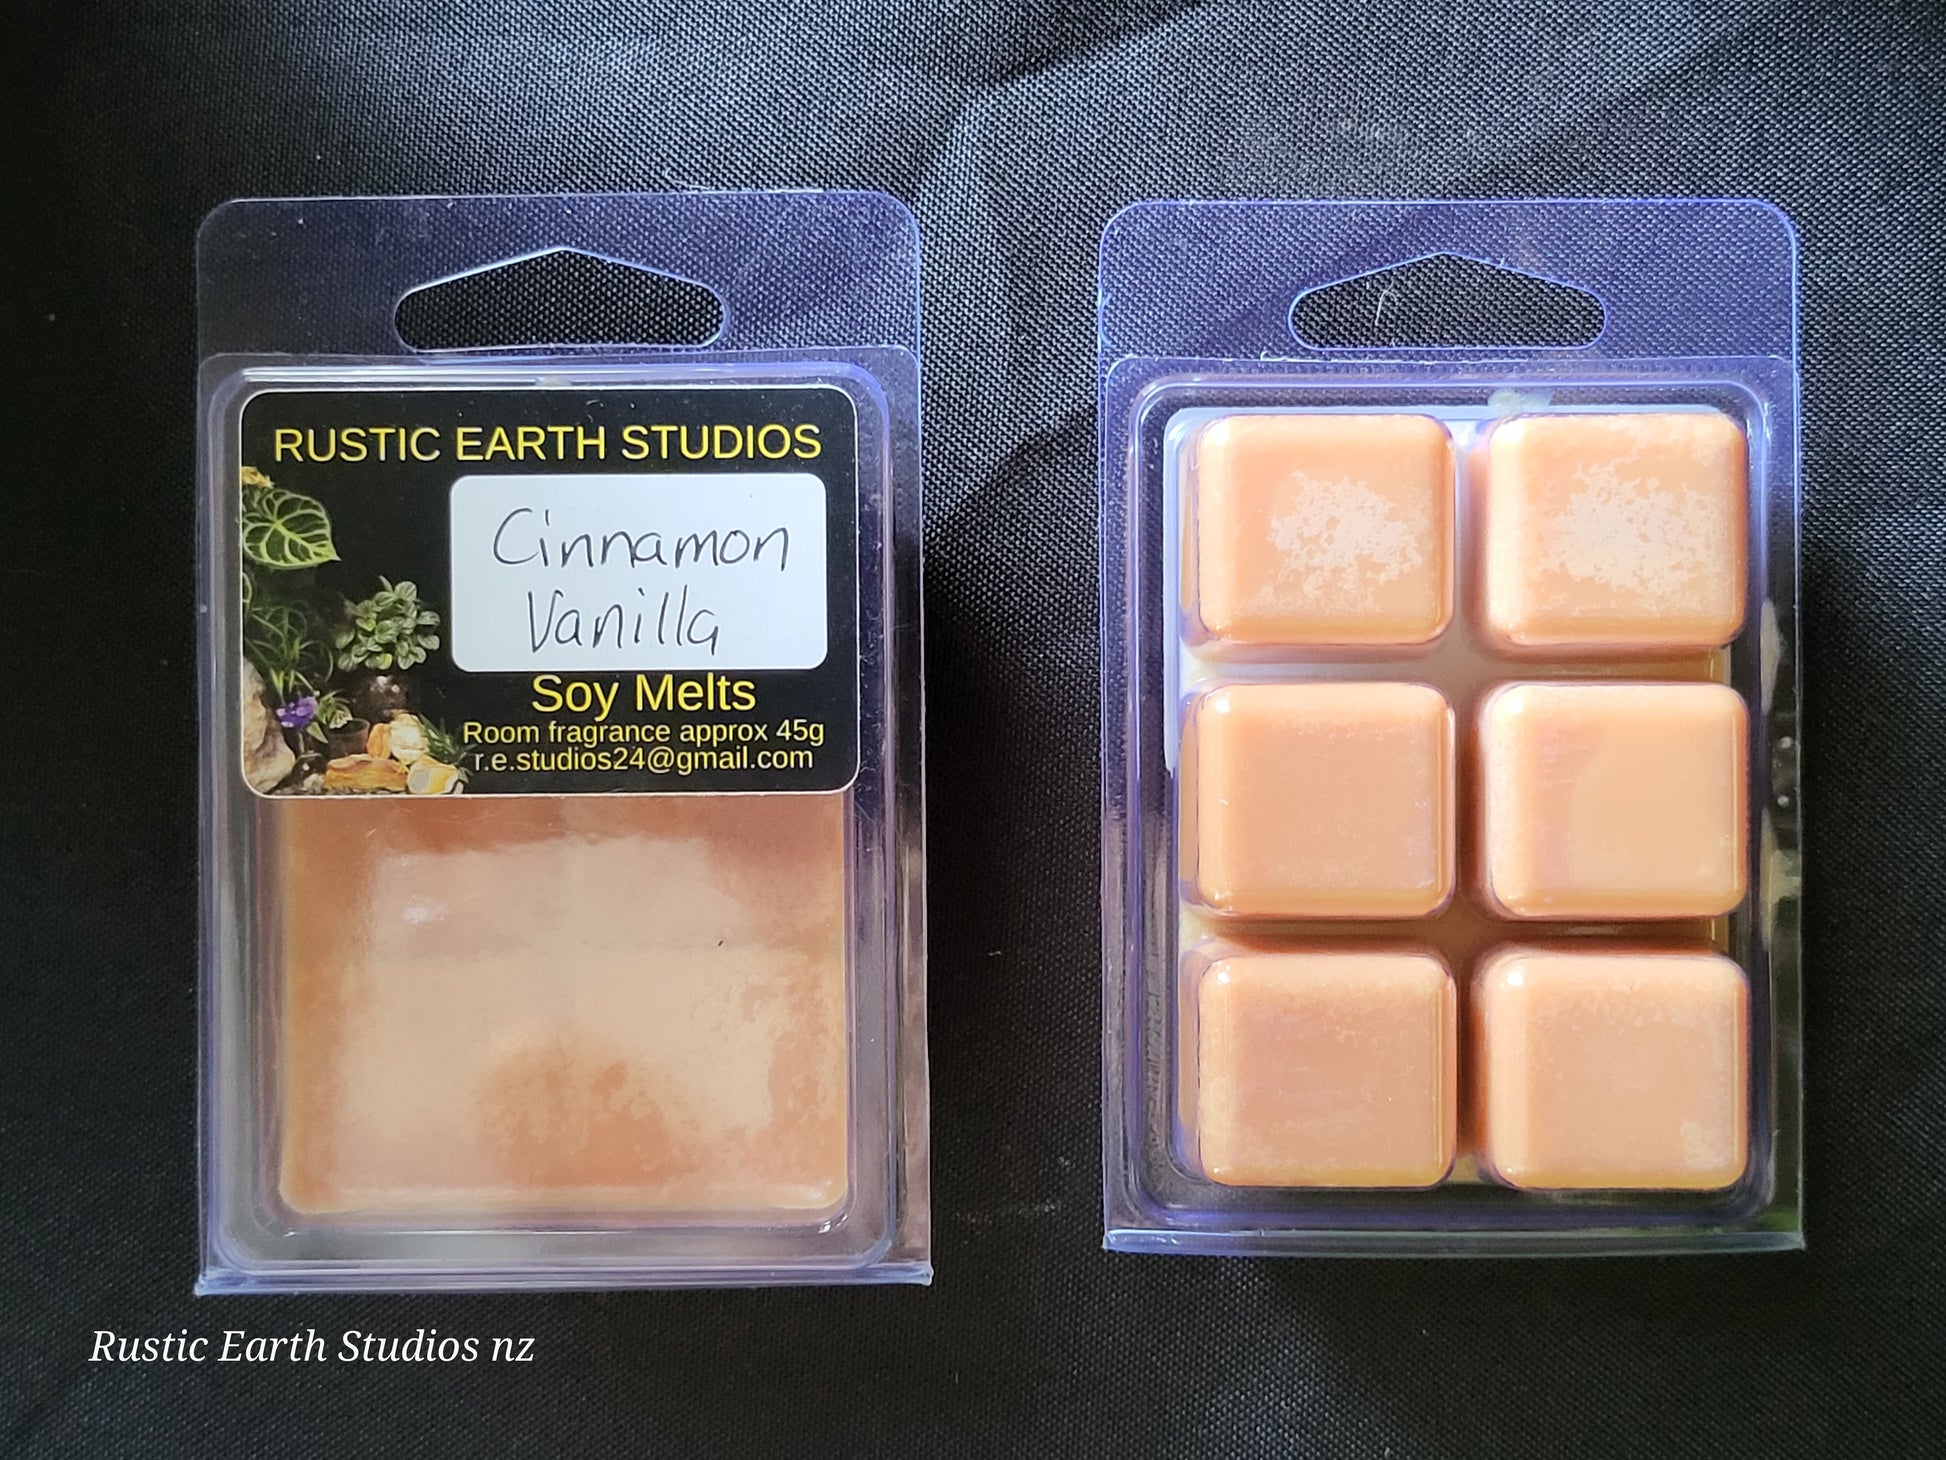 RUSTIC EARTH STUDIOS
Cinnamon
Vanilla
Soy Melts
Room fragrance approx 45g
r.e.studios24@gmail.com
Rustic Earth Studios nz